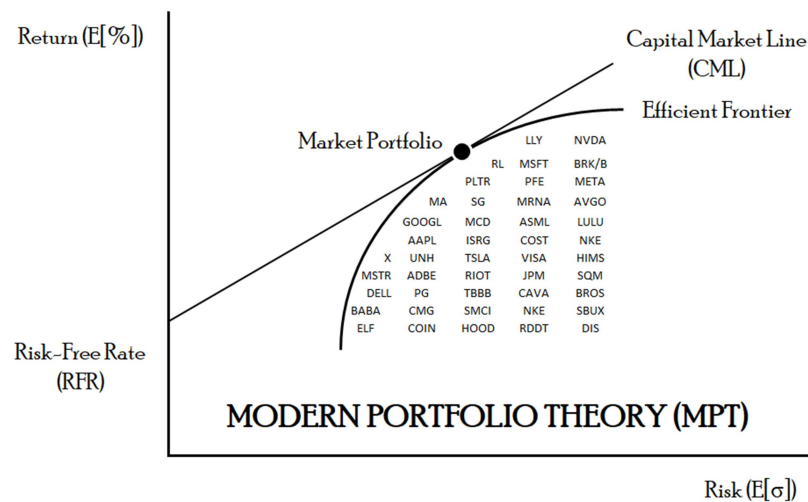 Return (E[%])
Capital Market Line
(CML)
Efficient Frontier
Market Portfolio
LLY NVDA
RL MSFT BRK/B
PLTR PFE META
MA SG MRNA AVGO
GOOGL MCD ASML LULU
AAPL ISRG COST NKE
X UNH TSLA VISA HIMS
MSTR ADBE RIOT JPM SQM
DELL PG TBBB CAVA BROS
BABA CMG SMCI NKE SBUX
ELF COIN HOOD RDDT DIS
Risk-Free Rate
(RFR)
MODERN PORTFOLIO THEORY (MPT)
Risk (E[σ])